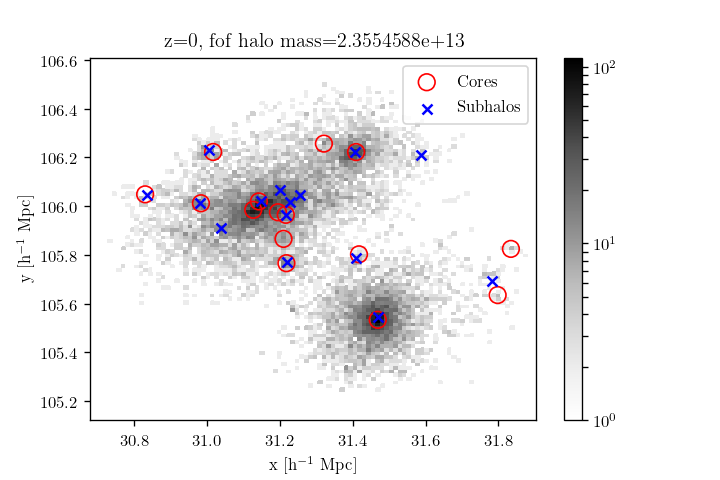 z=0, fof halo mass=2.3554588e+13
Cores
Subhalos
106.6
106.4
106.2
106.0
105.8
105.6
105.4
105.2
y [h⁻¹ Mpc]
30.8 31.0 31.2 31.4 31.6 31.8
x [h⁻¹ Mpc]
10²
10¹
10⁰